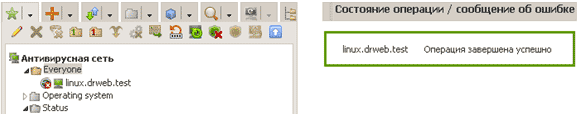 Состояние операции / сообщение об ошибке
linux.drweb.test Операция завершена успешно
Антивирусная сеть
Everyone
linux.drweb.test
Operating system
Status